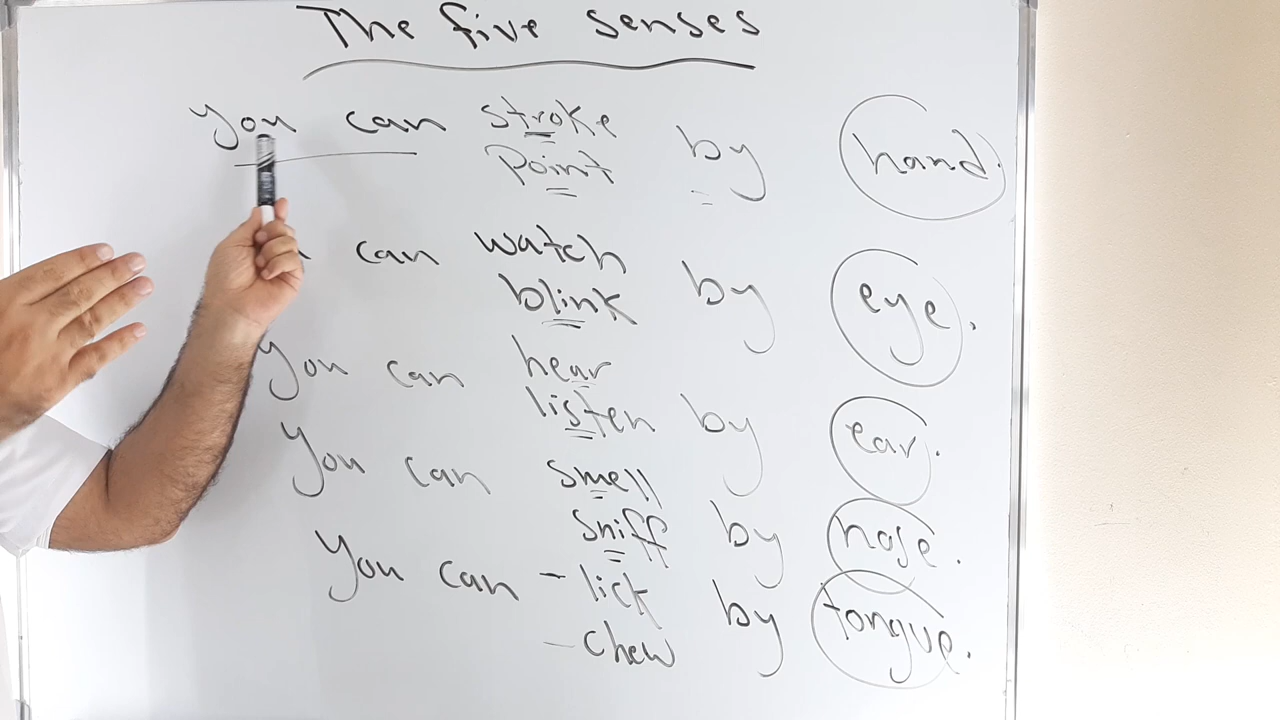 The five senses
You can stroke
point by hand.
can watch
blink by eye.
You can hear
listen by ear.
You can smell
sniff by nose.
You can - lick
- chew by tongue.